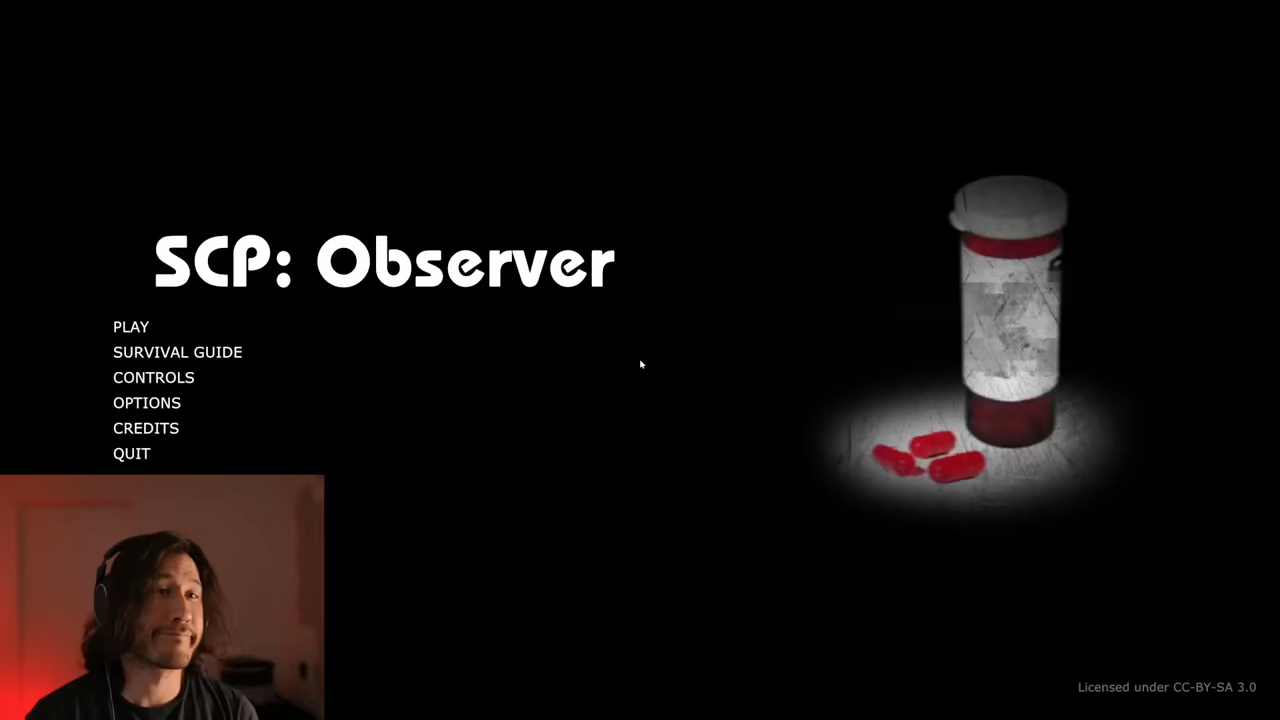 SCP: Observer
PLAY
SURVIVAL GUIDE
CONTROLS
OPTIONS
CREDITS
QUIT
Licensed under CC-BY-SA 3.0